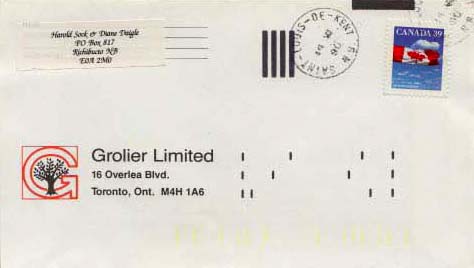 Harold Sock & Diane Daigle
PO Box 817
Richibucto NB
E0A 2M0
SAINT-LOUIS-DE-KENT N.B.
CANADA 39
G
Grolier Limited
16 Overlea Blvd.
Toronto, Ont. M4H 1A6